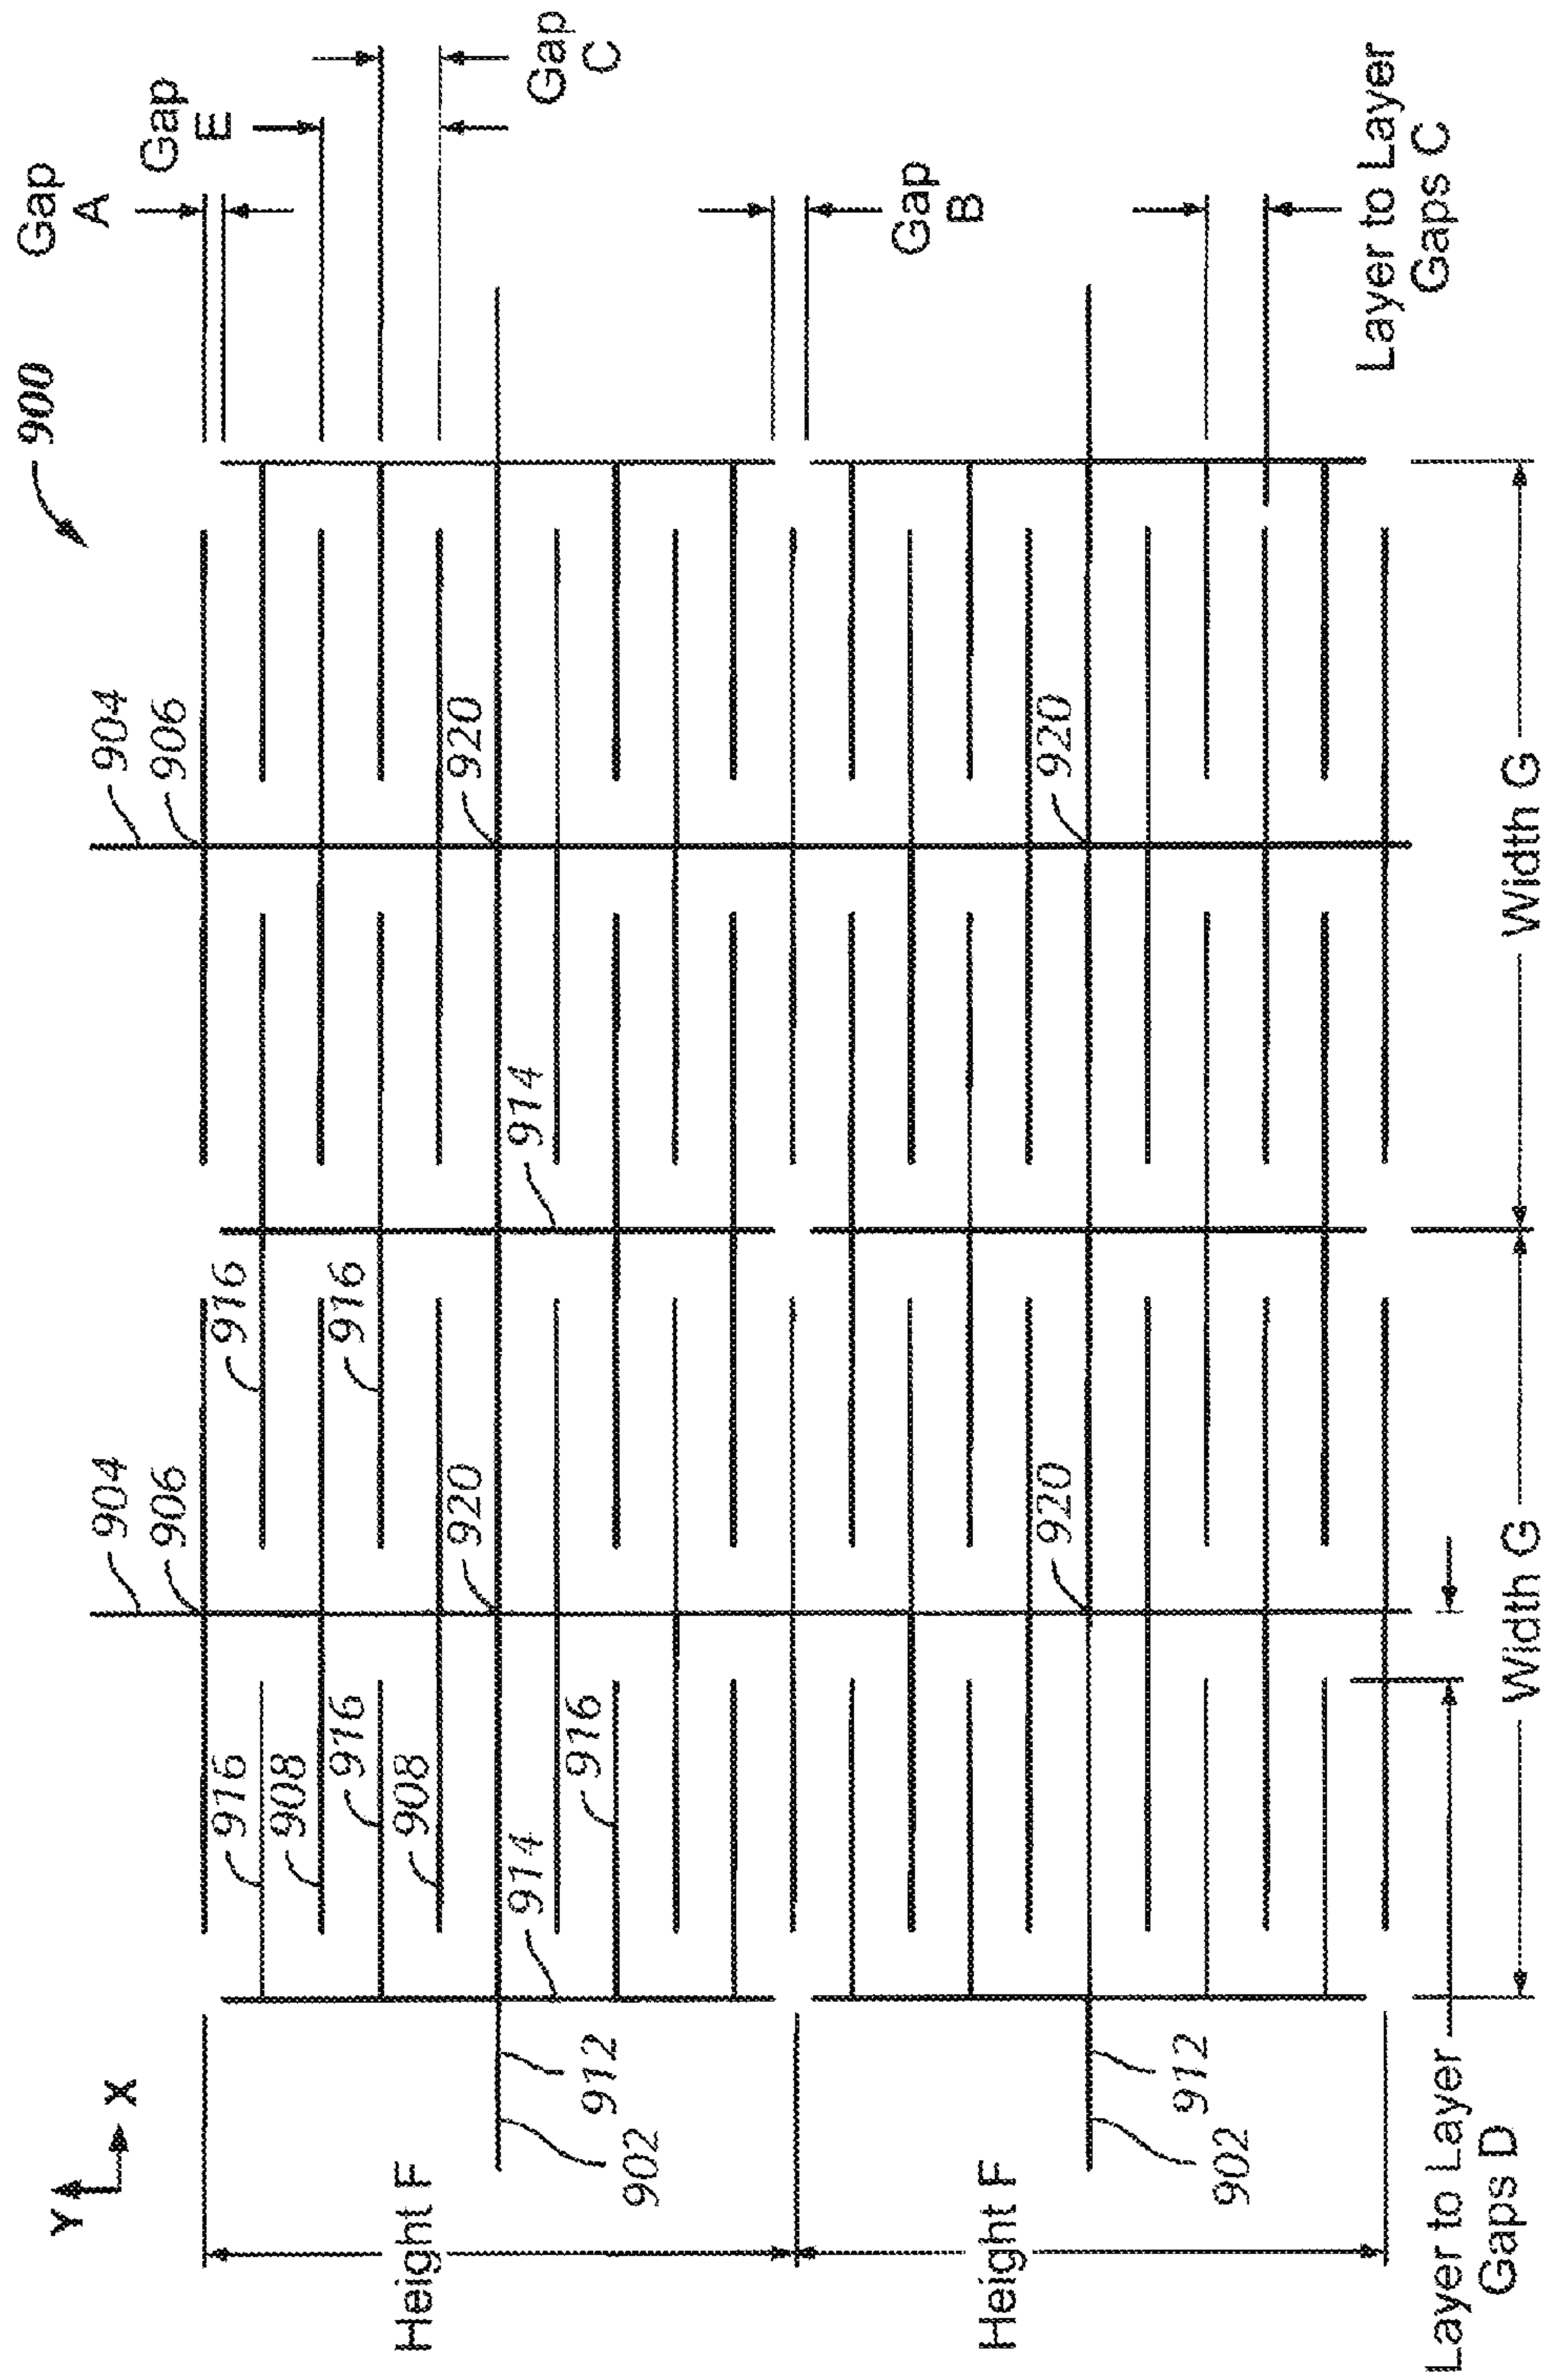 900
Y
X
904
906
904
906
Gap
A
Gap
E
Gap
C
916
908
916
908
916
916
920
920
914
914
916
902
912
Height F
Gap
B
920
920
902
912
Height F
Layer to Layer
Gaps C
Layer to Layer
Gaps D
Width G
Width G